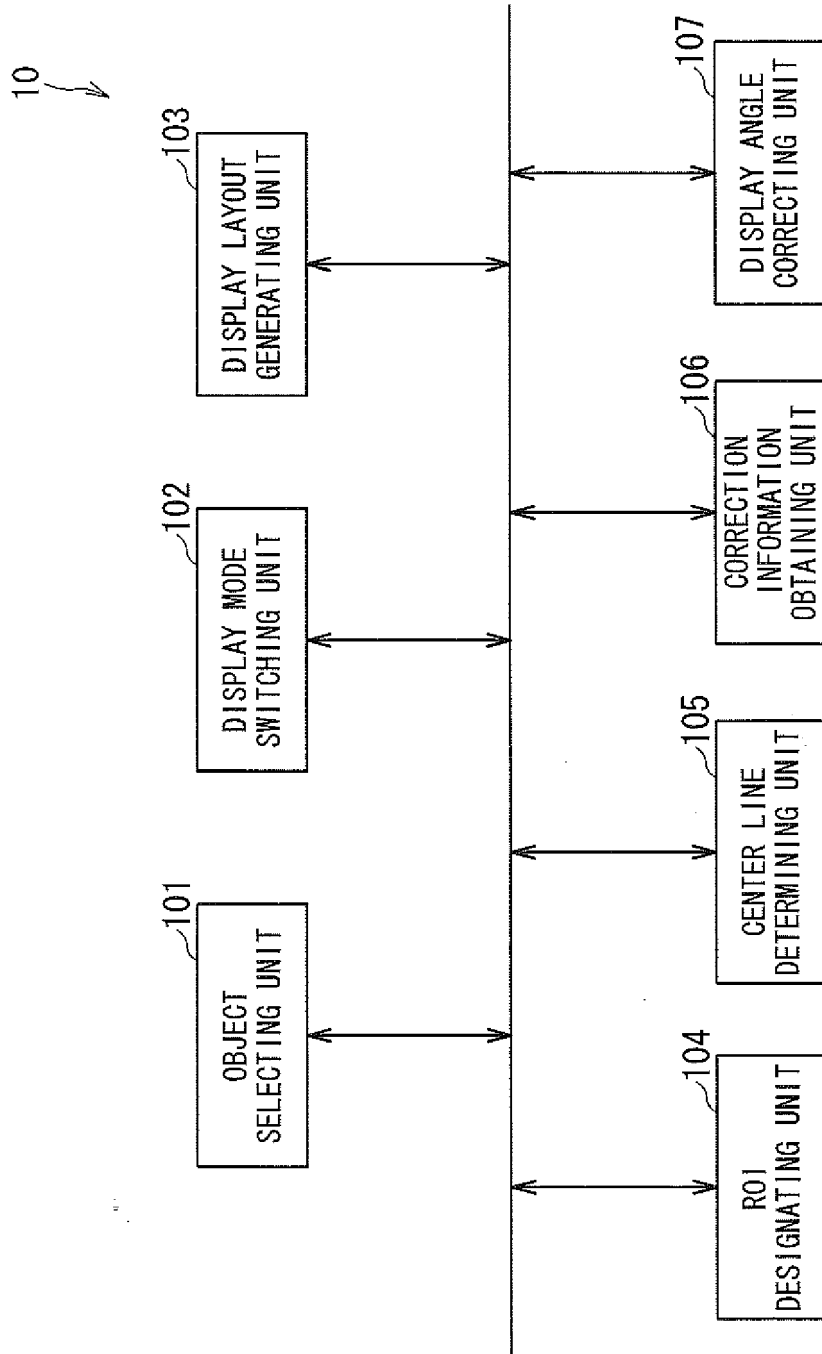 10
101
OBJECT
SELECTING UNIT
102
DISPLAY MODE
SWITCHING UNIT
103
DISPLAY LAYOUT
GENERATING UNIT
104
ROI
DESIGNATING UNIT
105
CENTER LINE
DETERMINING UNIT
106
CORRECTION
INFORMATION
OBTAINING UNIT
107
DISPLAY ANGLE
CORRECTING UNIT